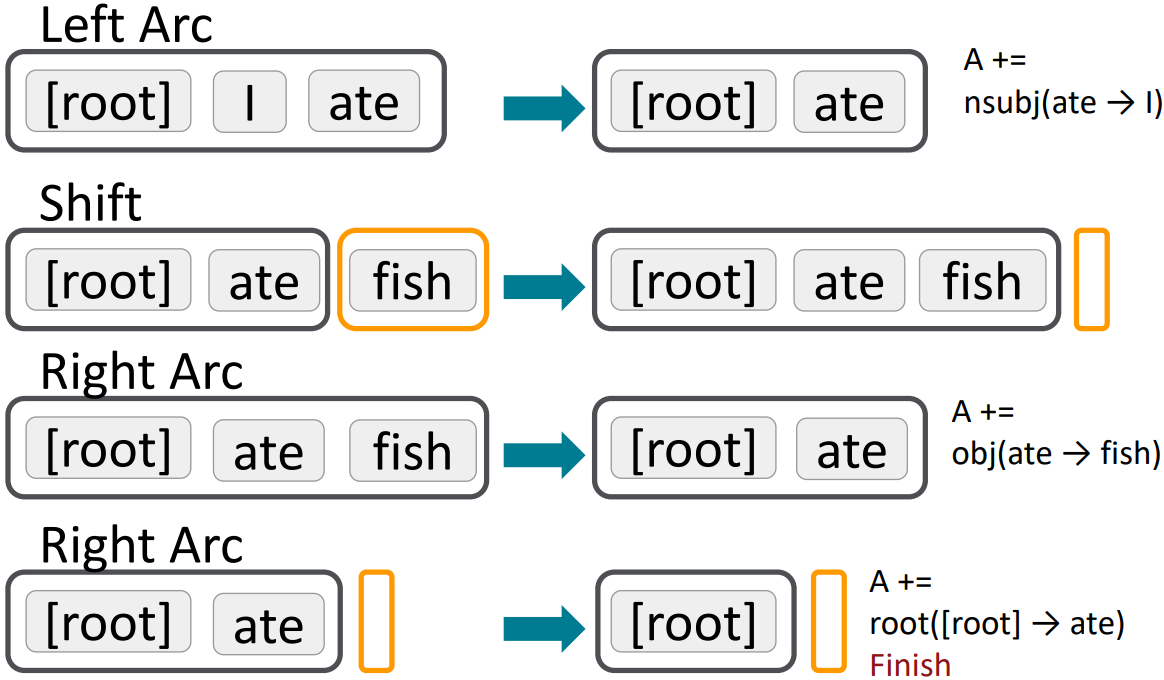 Left Arc
[root] I ate [root] ate
A +=
nsubj(ate → I)
Shift
[root] ate fish [root] ate fish
Right Arc
[root] ate fish [root] ate
A +=
obj(ate → fish)
Right Arc
[root] ate [root]
A +=
root([root] → ate)
Finish